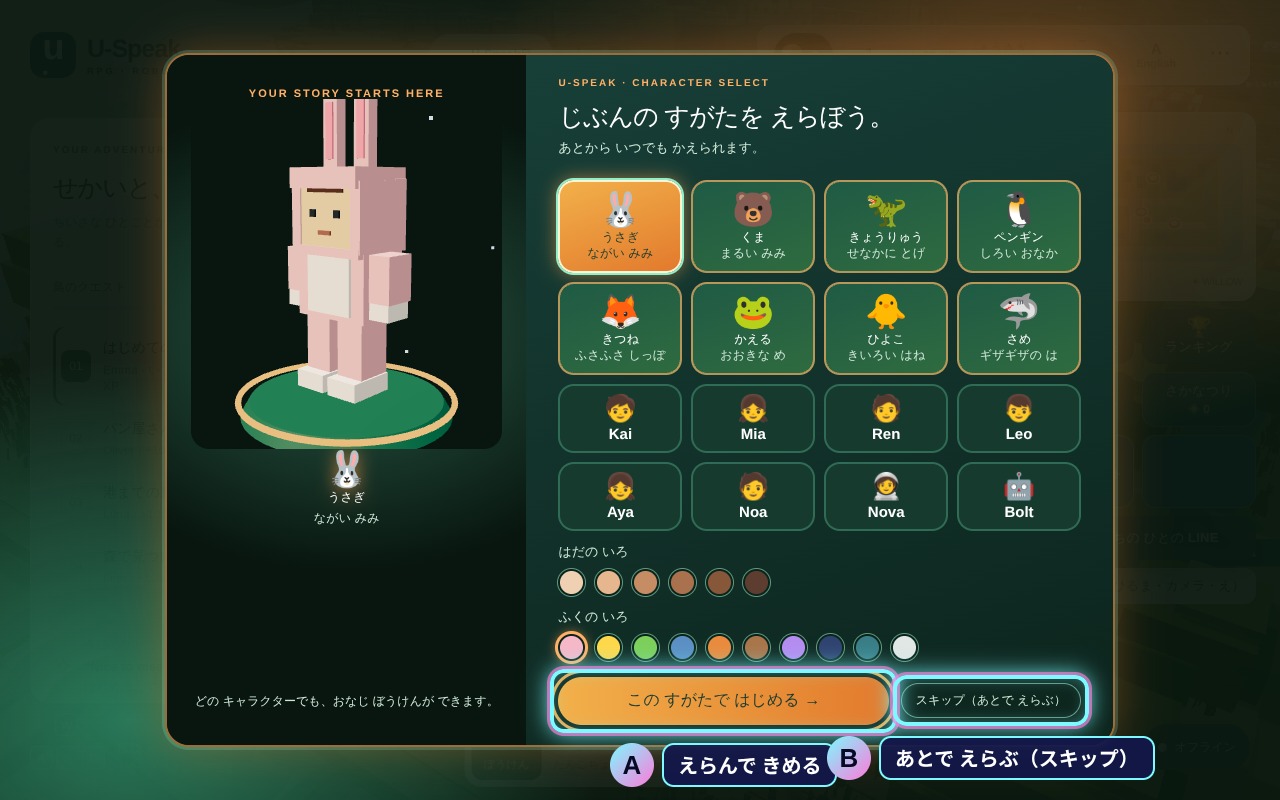 U-Speak
YOUR STORY STARTS HERE
うさぎ
ながい みみ
どの キャラクターでも、おなじ ぼうけんが できます。
U-SPEAK · CHARACTER SELECT
じぶんの すがたを えらぼう。
あとから いつでも かえられます。
うさぎ
ながい みみ
くま
まるい みみ
きょうりゅう
せなかに とげ
ペンギン
しろい おなか
きつね
ふさふさ しっぽ
かえる
おおきな め
ひよこ
きいろい はね
さめ
ギザギザの は
Kai
Mia
Ren
Leo
Aya
Noa
Nova
Bolt
はだの いろ
ふくの いろ
この すがたで はじめる →
スキップ（あとで えらぶ）
A えらんで きめる
B あとで えらぶ（スキップ）